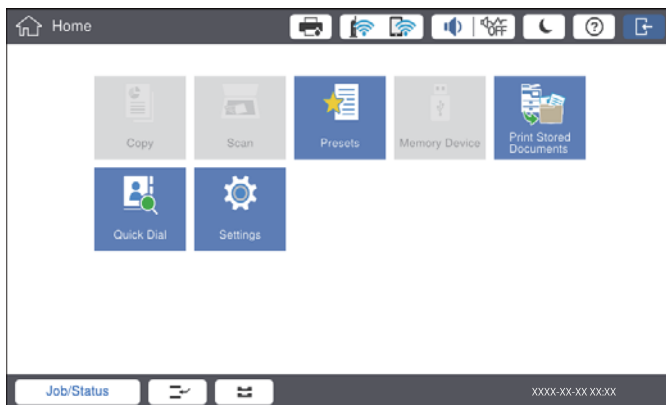 Home
OFF
Copy
Scan
Presets
Memory Device
Print Stored
Documents
Quick Dial
Settings
Job/Status
XXXX-XX-XX XX:XX